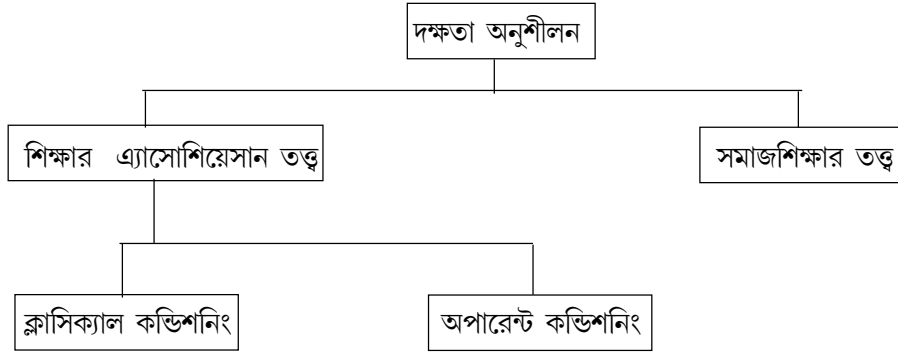 দক্ষতা অনুশীলন
শিক্ষার এ্যাসোশিয়েসান তত্ত্ব
সমাজশিক্ষার তত্ত্ব
ক্লাসিক্যাল কন্ডিশনিং
অপারেন্ট কন্ডিশনিং